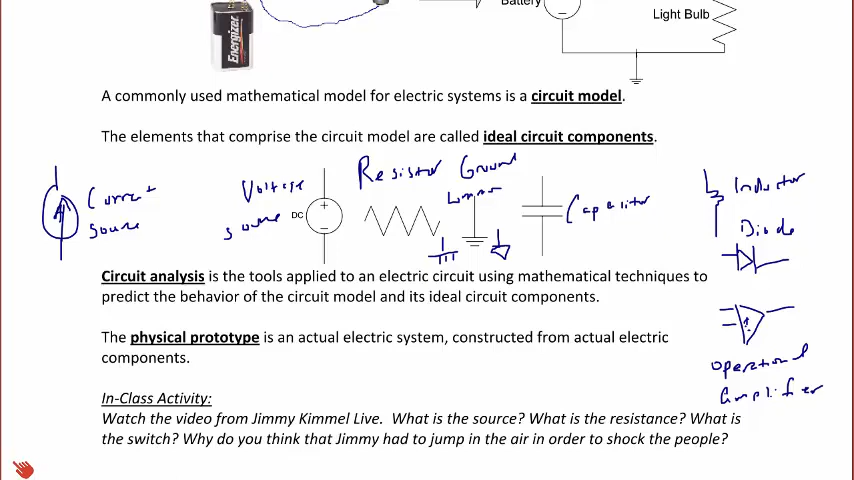 Battery
Light Bulb
Energizer
A commonly used mathematical model for electric systems is a circuit model.
The elements that comprise the circuit model are called ideal circuit components.
Current
source
Voltage
source
DC
+
−
Resistor
Ground
Common
Capacitor
Inductor
Diode
Circuit analysis is the tools applied to an electric circuit using mathematical techniques to
predict the behavior of the circuit model and its ideal circuit components.
The physical prototype is an actual electric system, constructed from actual electric
components.
operational
amplifier
In-Class Activity:
Watch the video from Jimmy Kimmel Live. What is the source? What is the resistance? What is
the switch? Why do you think that Jimmy had to jump in the air in order to shock the people?